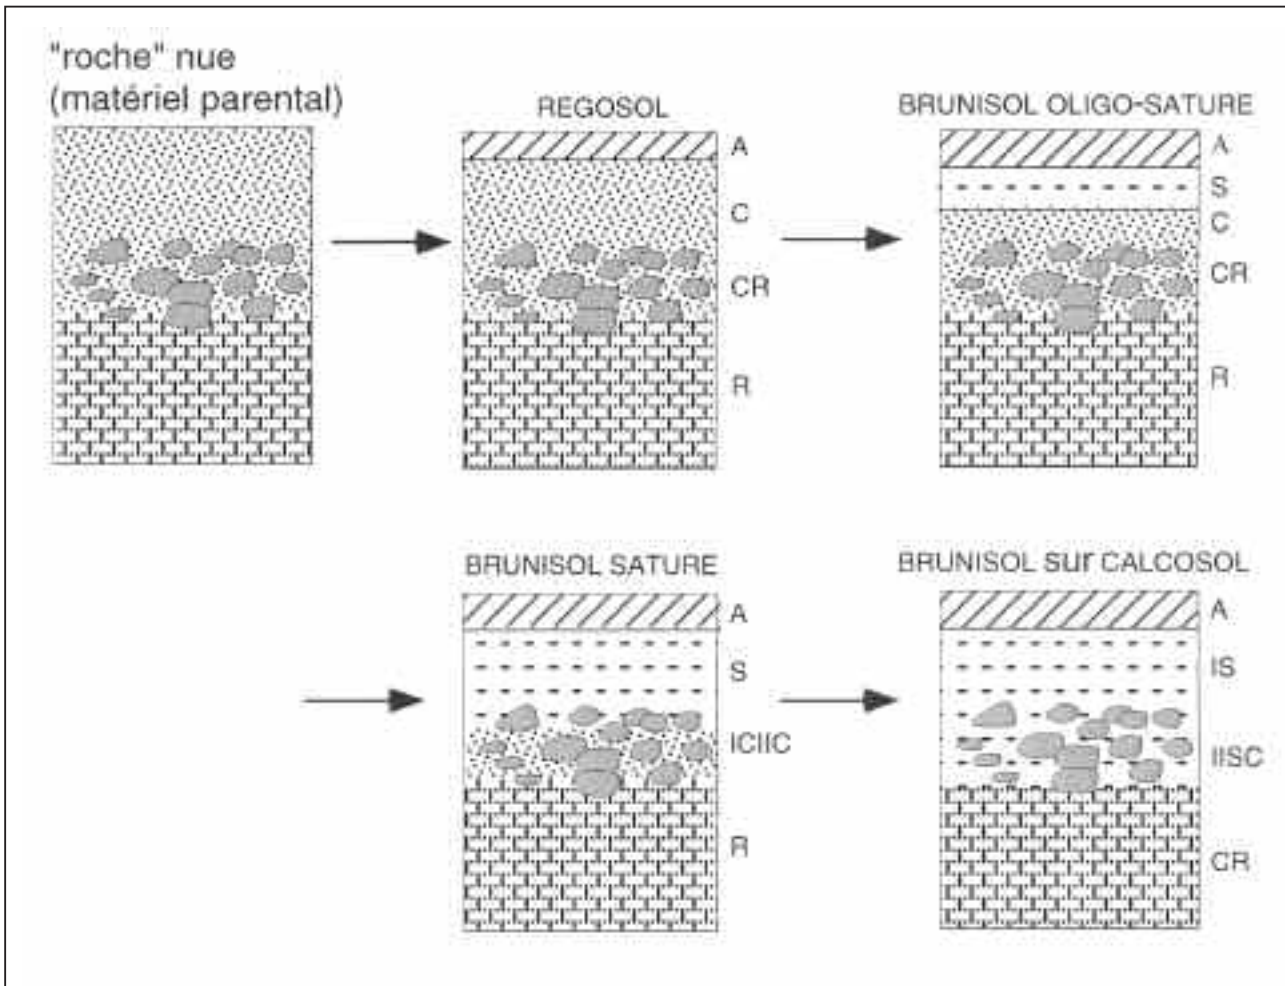 "roche" nue
(matériel parental)
REGOSOL
A
C
CR
R
BRUNISOL OLIGO-SATURE
A
S
C
CR
R
BRUNISOL SATURE
A
S
ICIIC
R
BRUNISOL sur CALCOSOL
A
IS
IISC
CR